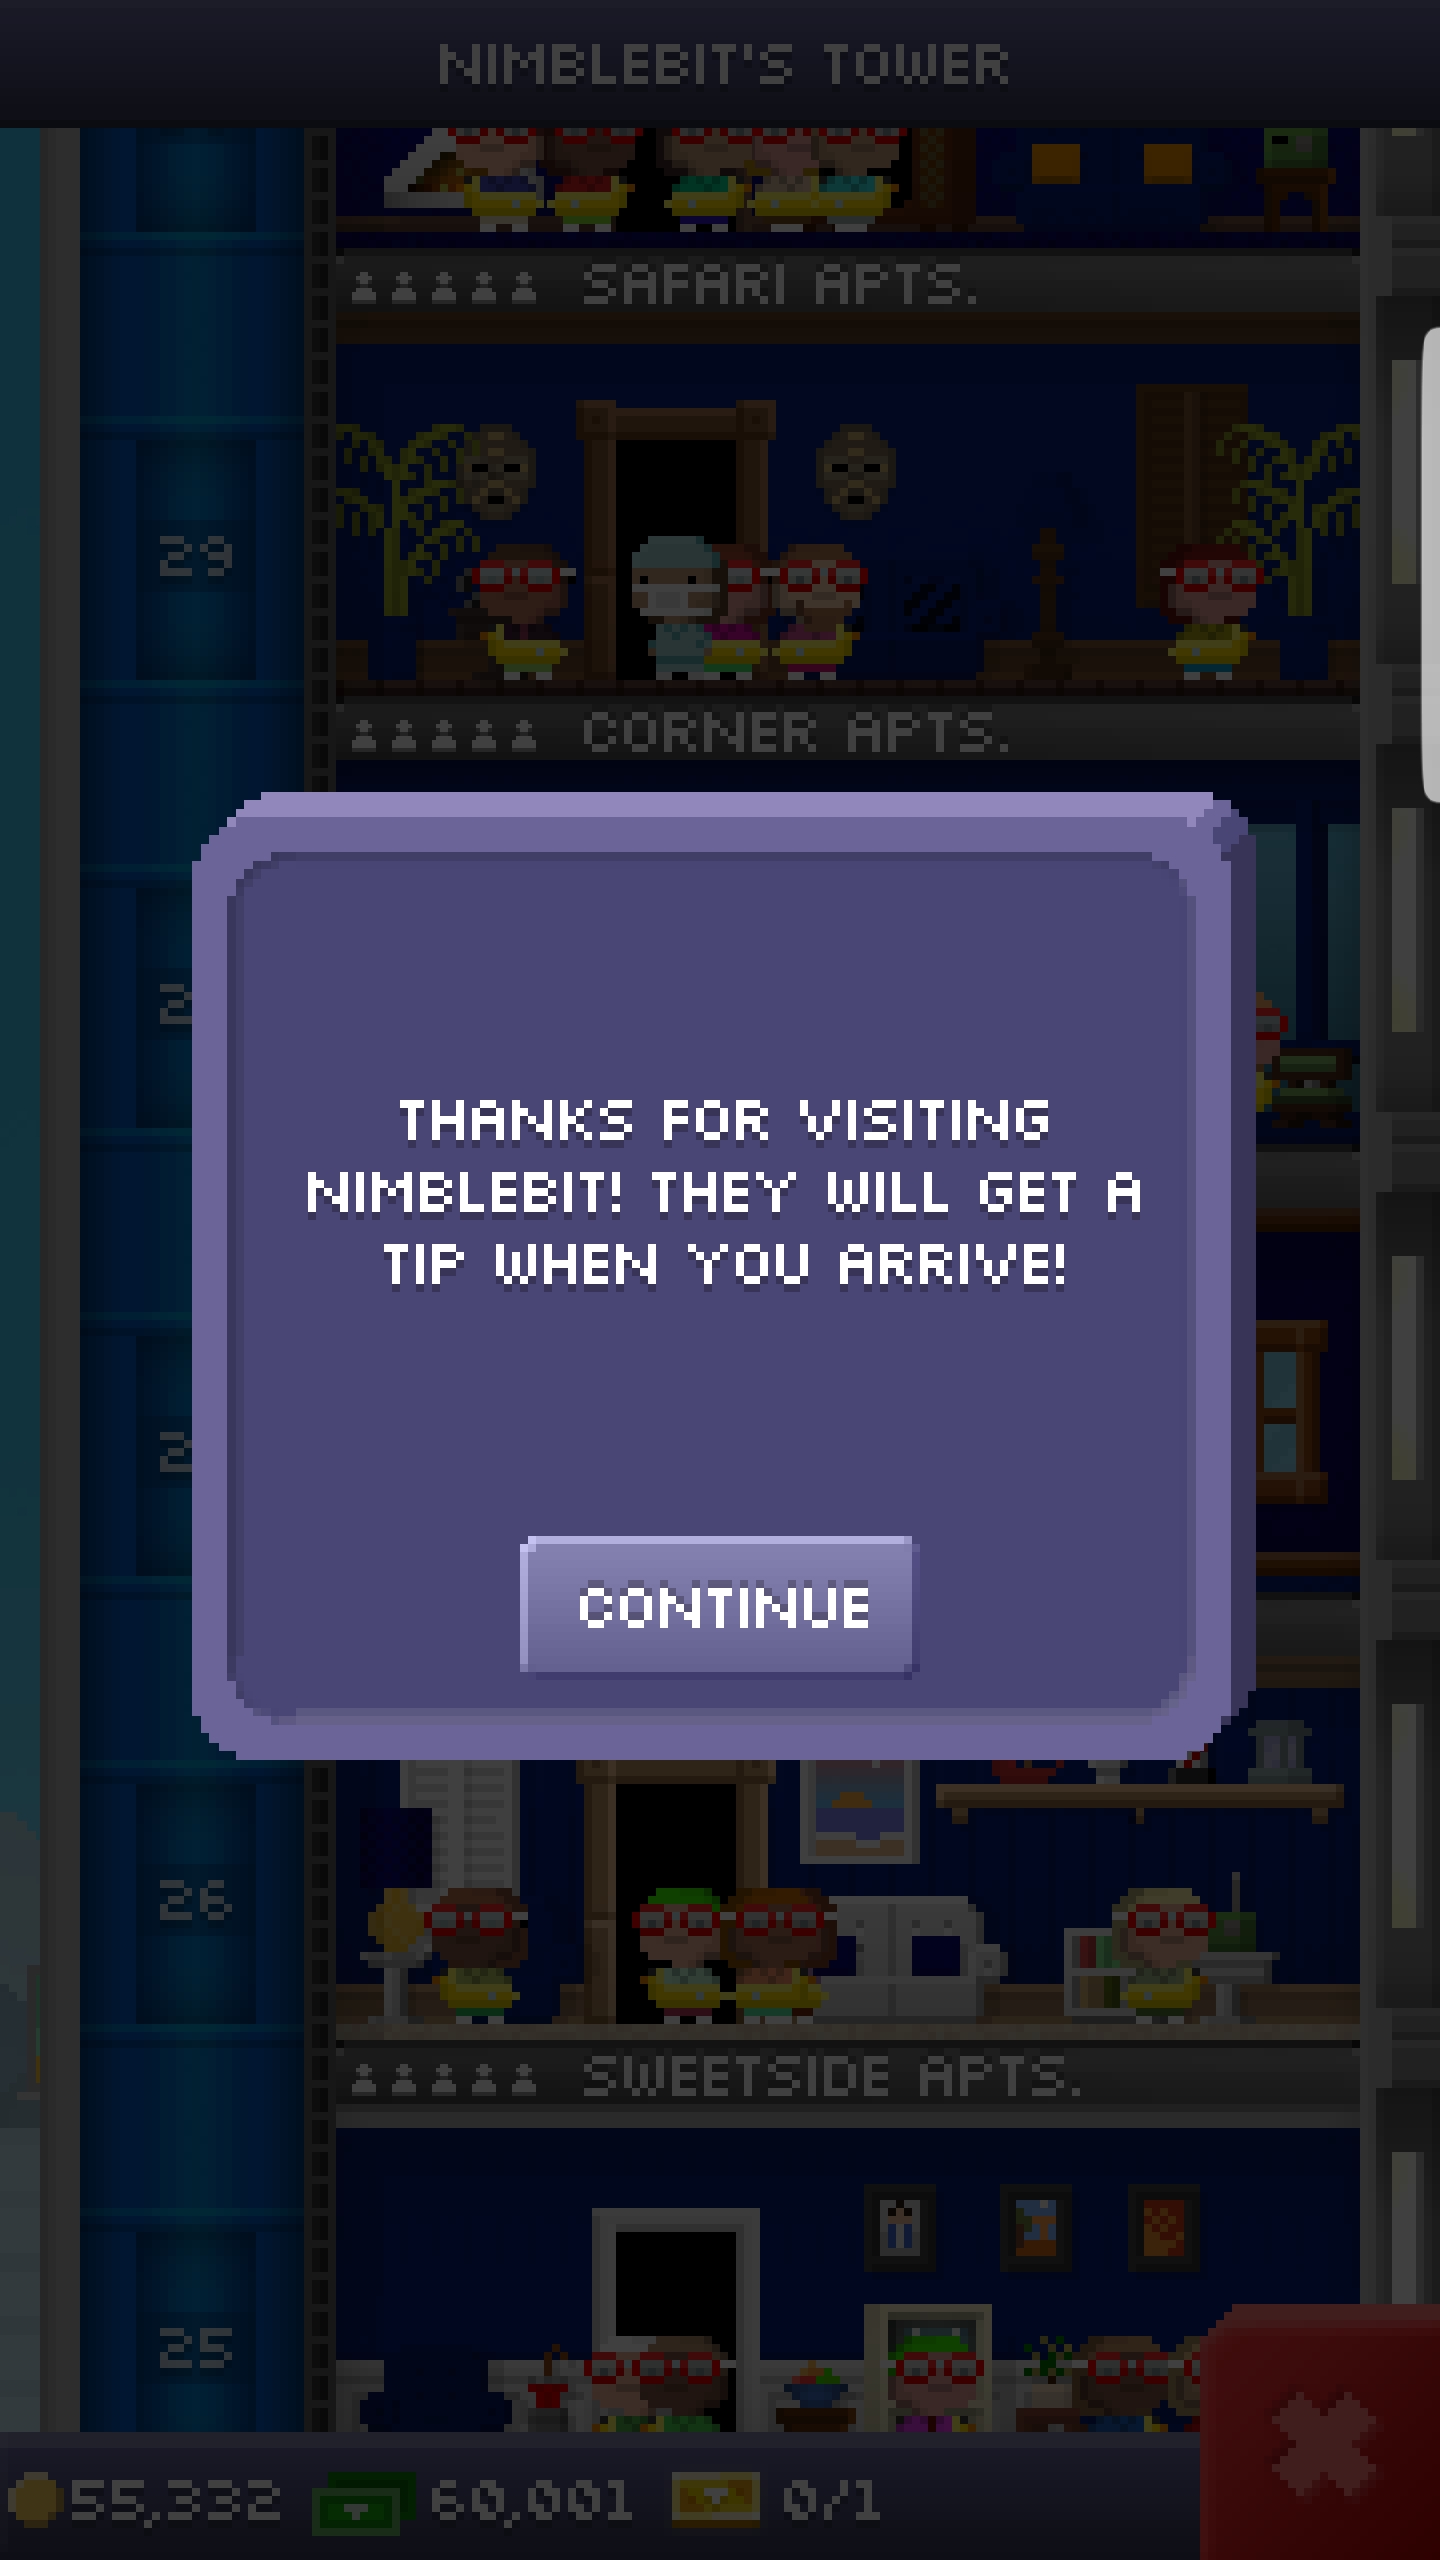 NIMBLEBIT'S TOWER
SAFARI APTS.
29
CORNER APTS.
THANKS FOR VISITING
NIMBLEBIT! THEY WILL GET A
TIP WHEN YOU ARRIVE!
CONTINUE
26
SWEETSIDE APTS.
25
55,332 60,001 0/1